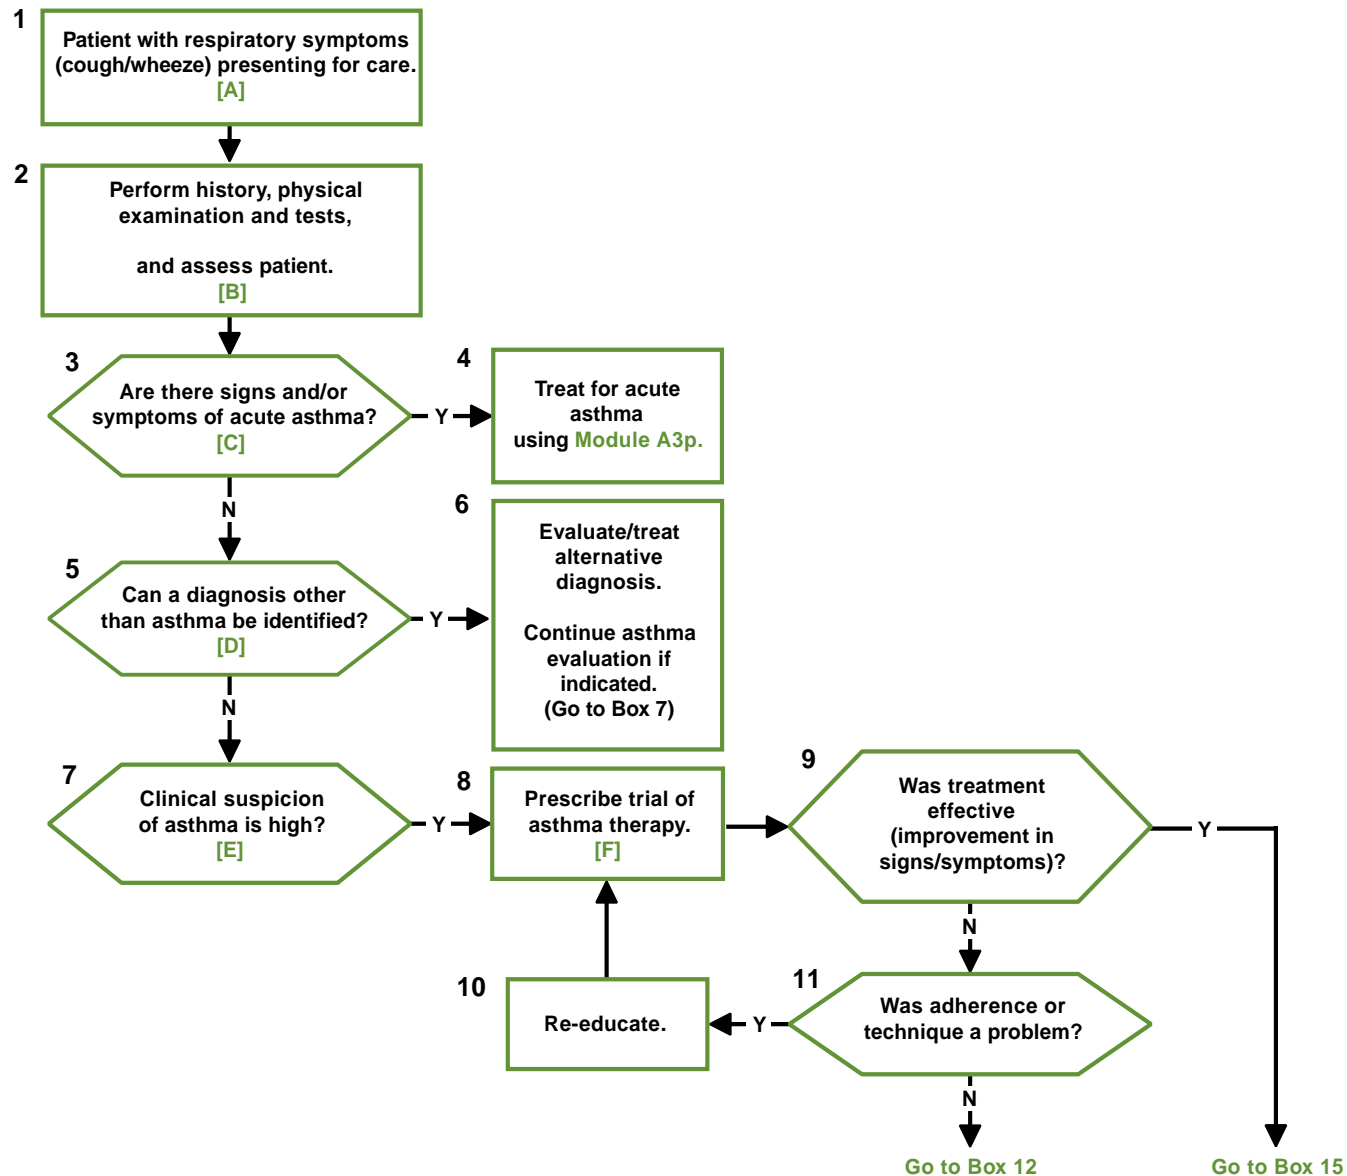 1
Patient with respiratory symptoms
(cough/wheeze) presenting for care.
[A]
2
Perform history, physical
examination and tests,
and assess patient.
[B]
3
Are there signs and/or
symptoms of acute asthma?
[C]
Y
4
Treat for acute
asthma
using Module A3p.
N
5
Can a diagnosis other
than asthma be identified?
[D]
Y
6
Evaluate/treat
alternative
diagnosis.
Continue asthma
evaluation if
indicated.
(Go to Box 7)
N
7
Clinical suspicion
of asthma is high?
[E]
Y
8
Prescribe trial of
asthma therapy.
[F]
9
Was treatment
effective
(improvement in
signs/symptoms)?
Y
N
10
Re-educate.
Y
11
Was adherence or
technique a problem?
N
Go to Box 12
Go to Box 15